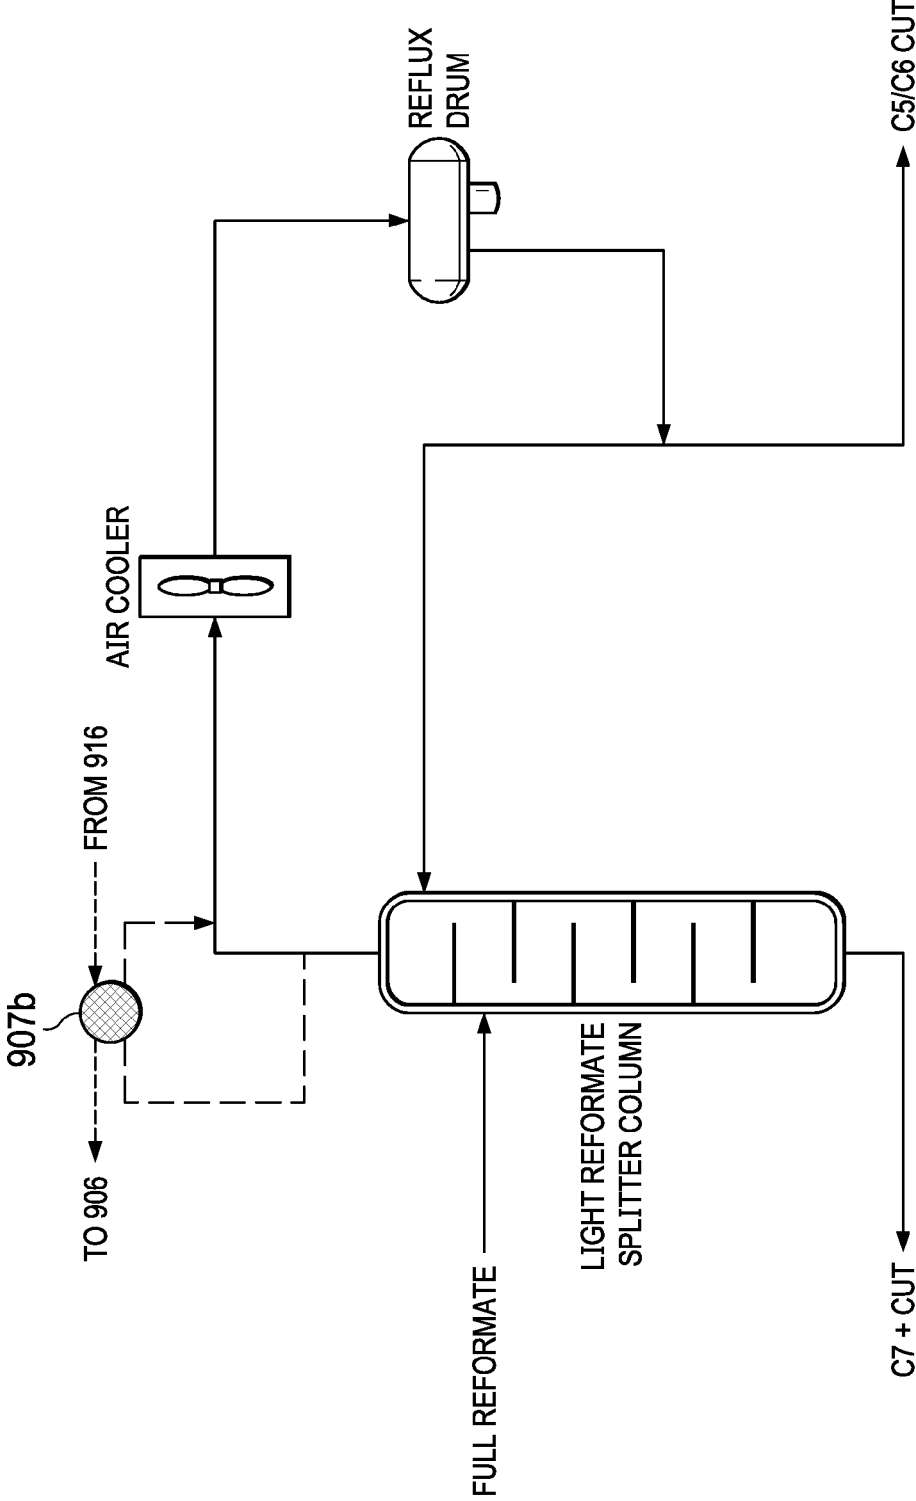 907b
TO 906
FROM 916
AIR COOLER
REFLUX
DRUM
FULL REFORMATE
LIGHT REFORMATE
SPLITTER COLUMN
C7 + CUT
C5/C6 CUT